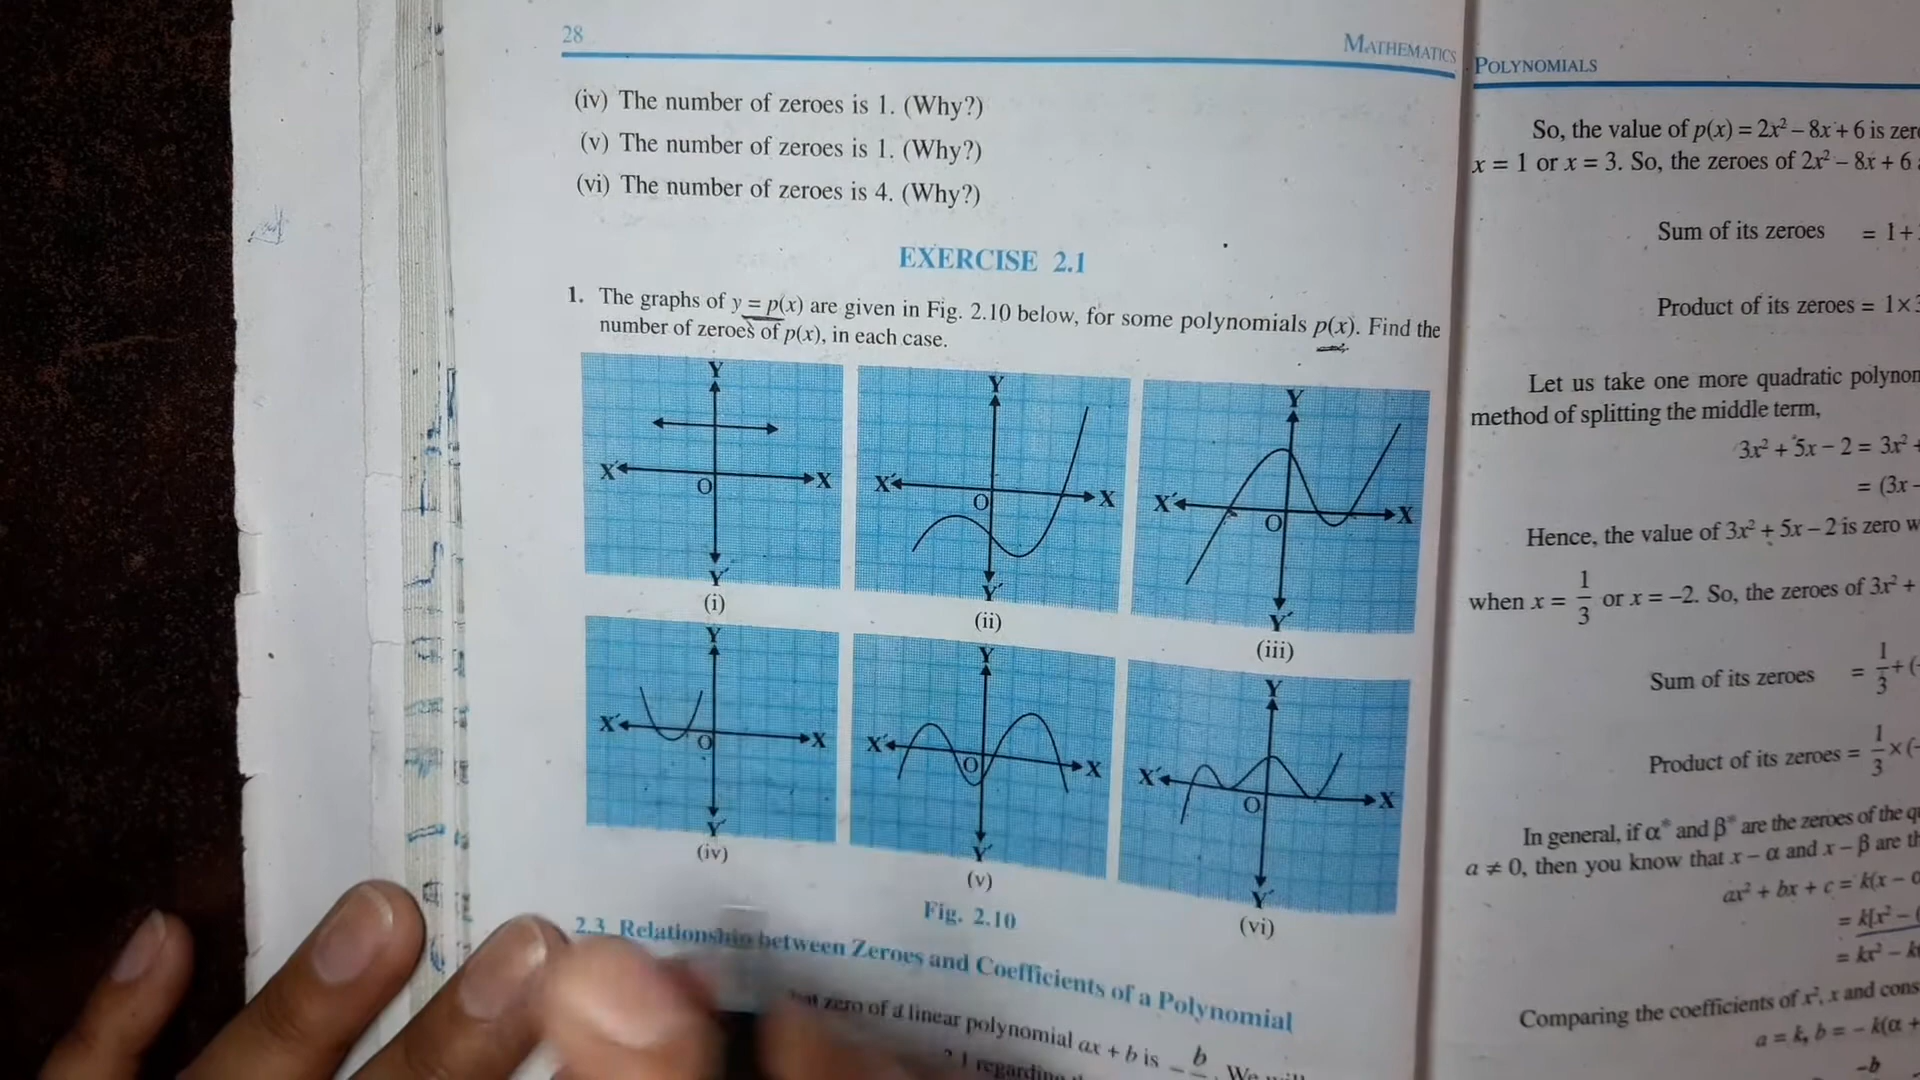 28
MATHEMATICS
(iv) The number of zeroes is 1. (Why?)
(v) The number of zeroes is 1. (Why?)
(vi) The number of zeroes is 4. (Why?)
EXERCISE 2.1
1. The graphs of y = p(x) are given in Fig. 2.10 below, for some polynomials p(x). Find the
number of zeroes of p(x), in each case.
Y
X′ O X
Y′
(i)
Y
X′ O X
Y′
(ii)
Y
X′ O X
Y′
(iii)
Y
X′ O X
Y′
(iv)
Y
X′ O X
Y′
(v)
Y
X′ O X
Y′
(vi)
Fig. 2.10
2.3 Relationship between Zeroes and Coefficients of a Polynomial
zero of a linear polynomial ax + b is – b
regarding
POLYNOMIALS
So, the value of p(x) = 2x² – 8x + 6 is
x = 1 or x = 3. So, the zeroes of 2x² – 8x + 6
Sum of its zeroes = 1 +
Product of its zeroes = 1 ×
Let us take one more quadratic
method of splitting the middle term,
3x² + 5x – 2 = 3x² +
= (3x –
Hence, the value of 3x² + 5x – 2 is zero
when x = 1/3 or x = –2. So, the zeroes of 3x² +
Sum of its zeroes = 1/3 + (
Product of its zeroes = 1/3 × (
In general, if α* and β* are the zeroes of the
a ≠ 0, then you know that x – α and x – β are
ax² + bx + c = k(x –
= k[x² –
= kx² –
Comparing the coefficients of x², x and
a = k, b = – k(α +
–b